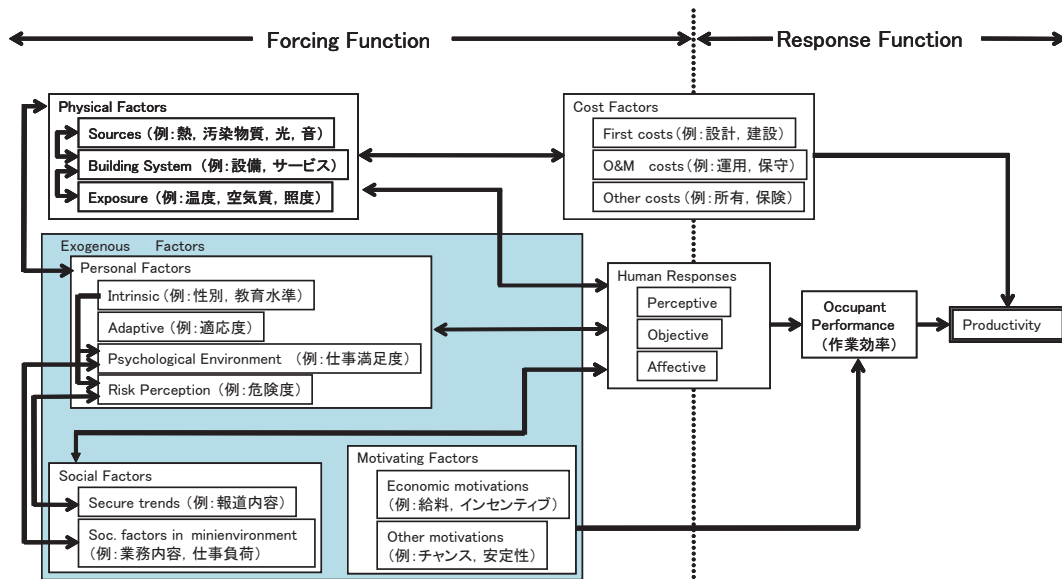 Forcing Function
Response Function
Physical Factors
Sources (例：熱, 汚染物質, 光, 音)
Building System (例：設備, サービス)
Exposure (例：温度, 空気質, 照度)
Cost Factors
First costs (例：設計, 建設)
O&M costs (例：運用, 保守)
Other costs (例：所有, 保険)
Exogenous Factors
Personal Factors
Intrinsic (例：性別, 教育水準)
Adaptive (例：適応度)
Psychological Environment (例：仕事満足度)
Risk Perception (例：危険度)
Human Responses
Perceptive
Objective
Affective
Occupant
Performance
(作業効率)
Productivity
Social Factors
Secure trends (例：報道内容)
Soc. factors in minienvironment
(例：業務内容, 仕事負荷)
Motivating Factors
Economic motivations
(例：給料, インセンティブ)
Other motivations
(例：チャンス, 安定性)